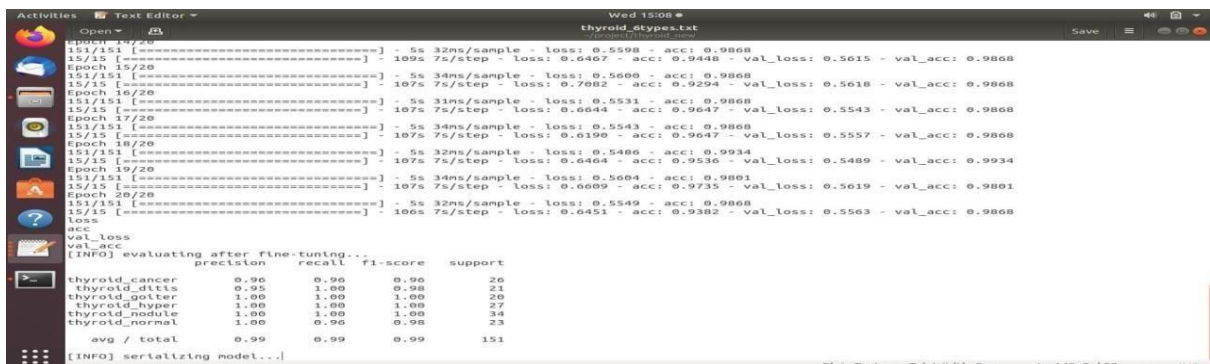 Activities Text Editor Wed 15:08
Open thyroid_6types.txt Save
~/project/thyroid_new
Epoch 14/20
151/151 [==============================] - 5s 32ms/sample - loss: 0.5598 - acc: 0.9868
15/15 [==============================] - 109s 7s/step - loss: 0.6467 - acc: 0.9448 - val_loss: 0.5615 - val_acc: 0.9868
Epoch 15/20
151/151 [==============================] - 5s 34ms/sample - loss: 0.5600 - acc: 0.9868
15/15 [==============================] - 107s 7s/step - loss: 0.7082 - acc: 0.9294 - val_loss: 0.5618 - val_acc: 0.9868
Epoch 16/20
151/151 [==============================] - 5s 31ms/sample - loss: 0.5531 - acc: 0.9868
15/15 [==============================] - 107s 7s/step - loss: 0.6644 - acc: 0.9647 - val_loss: 0.5543 - val_acc: 0.9868
Epoch 17/20
151/151 [==============================] - 5s 34ms/sample - loss: 0.5543 - acc: 0.9868
15/15 [==============================] - 107s 7s/step - loss: 0.6190 - acc: 0.9647 - val_loss: 0.5557 - val_acc: 0.9868
Epoch 18/20
151/151 [==============================] - 5s 32ms/sample - loss: 0.5486 - acc: 0.9934
15/15 [==============================] - 107s 7s/step - loss: 0.6464 - acc: 0.9536 - val_loss: 0.5489 - val_acc: 0.9934
Epoch 19/20
151/151 [==============================] - 5s 34ms/sample - loss: 0.5604 - acc: 0.9801
15/15 [==============================] - 107s 7s/step - loss: 0.6609 - acc: 0.9735 - val_loss: 0.5619 - val_acc: 0.9801
Epoch 20/20
151/151 [==============================] - 5s 32ms/sample - loss: 0.5549 - acc: 0.9868
15/15 [==============================] - 106s 7s/step - loss: 0.6451 - acc: 0.9382 - val_loss: 0.5563 - val_acc: 0.9868
loss
acc
val_loss
val_acc
[INFO] evaluating after fine-tuning...
precision recall f1-score support
thyroid_cancer 0.96 0.96 0.96 26
thyroid_ditis 0.95 1.00 0.98 21
thyroid_goiter 1.00 1.00 1.00 20
thyroid_hyper 1.00 1.00 1.00 27
thyroid_nodule 1.00 1.00 1.00 34
thyroid_normal 1.00 0.96 0.98 23
avg / total 0.99 0.99 0.99 151
[INFO] serializing model...